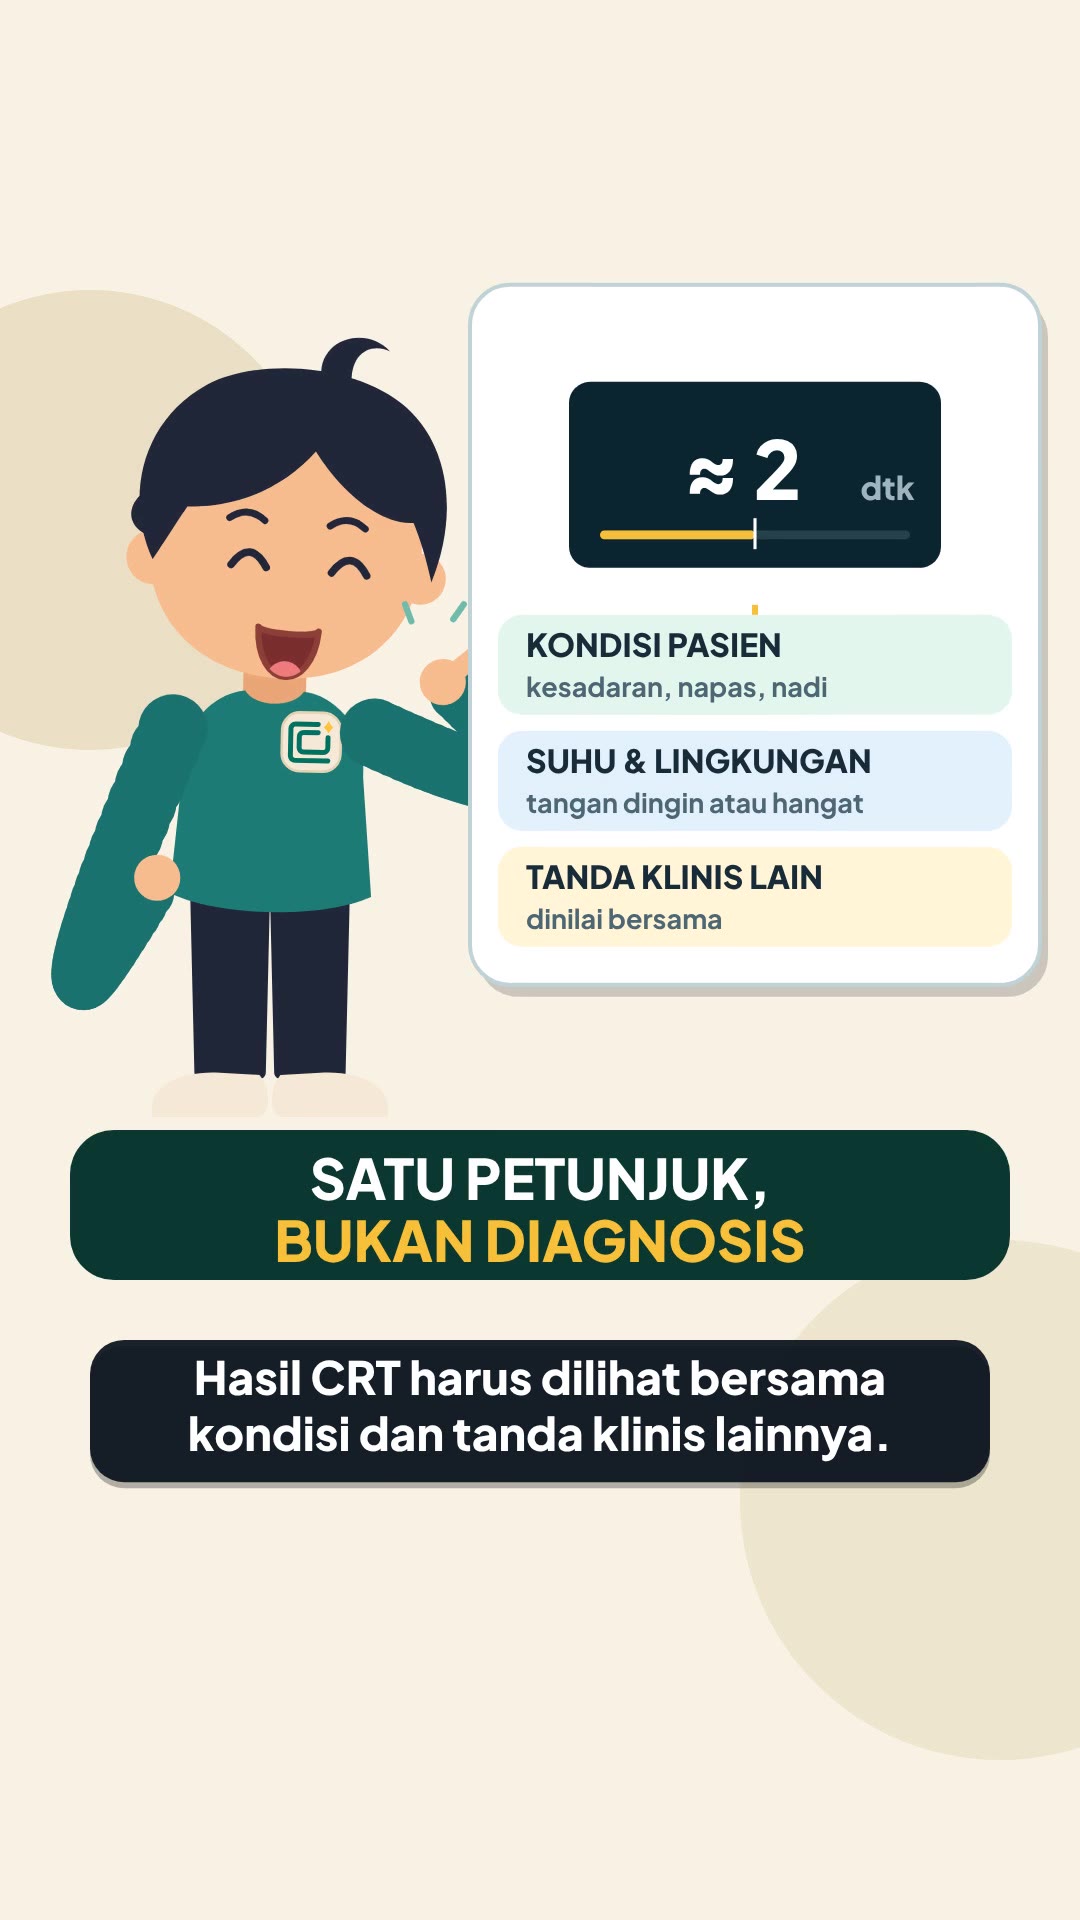 ≈ 2 dtk
KONDISI PASIEN
kesadaran, napas, nadi
SUHU & LINGKUNGAN
tangan dingin atau hangat
TANDA KLINIS LAIN
dinilai bersama
SATU PETUNJUK,
BUKAN DIAGNOSIS
Hasil CRT harus dilihat bersama
kondisi dan tanda klinis lainnya.